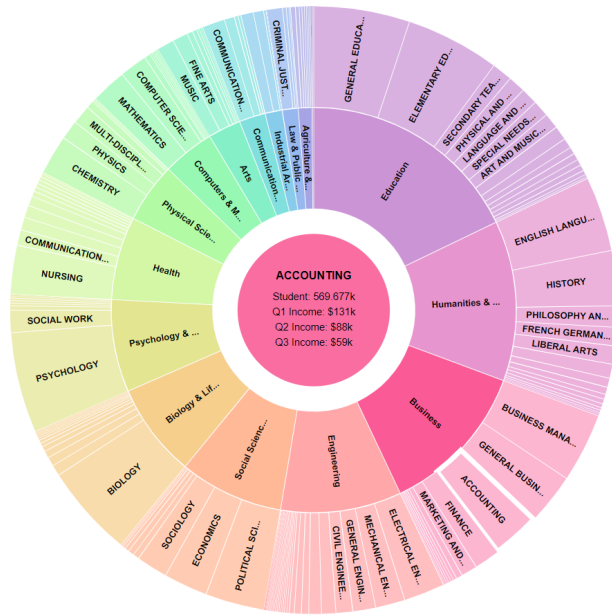 ACCOUNTING
Student: 569.677k
Q1 Income: $131k
Q2 Income: $88k
Q3 Income: $59k
Education
Humanities & ...
Business
Engineering
Social Scienc...
Biology & Lif...
Psychology & ...
Health
Physical Scie...
Computers & M...
Arts
Communication...
Industrial Ar...
Law & Public ...
Agriculture & ...
GENERAL EDUCA...
ELEMENTARY ED...
SECONDARY TEA...
PHYSICAL AND ...
LANGUAGE AND ...
SPECIAL NEEDS...
ART AND MUSIC...
ENGLISH LANGU...
HISTORY
PHILOSOPHY AN...
FRENCH GERMAN...
LIBERAL ARTS
BUSINESS MANA...
GENERAL BUSIN...
ACCOUNTING
FINANCE
MARKETING AND...
ELECTRICAL EN...
MECHANICAL EN...
GENERAL ENGIN...
CIVIL ENGINEE...
POLITICAL SCI...
ECONOMICS
SOCIOLOGY
BIOLOGY
PSYCHOLOGY
SOCIAL WORK
NURSING
COMMUNICATION...
CHEMISTRY
PHYSICS
MULTI-DISCIPL...
MATHEMATICS
COMPUTER SCIE...
MUSIC
FINE ARTS
COMMUNICATION...
CRIMINAL JUST...